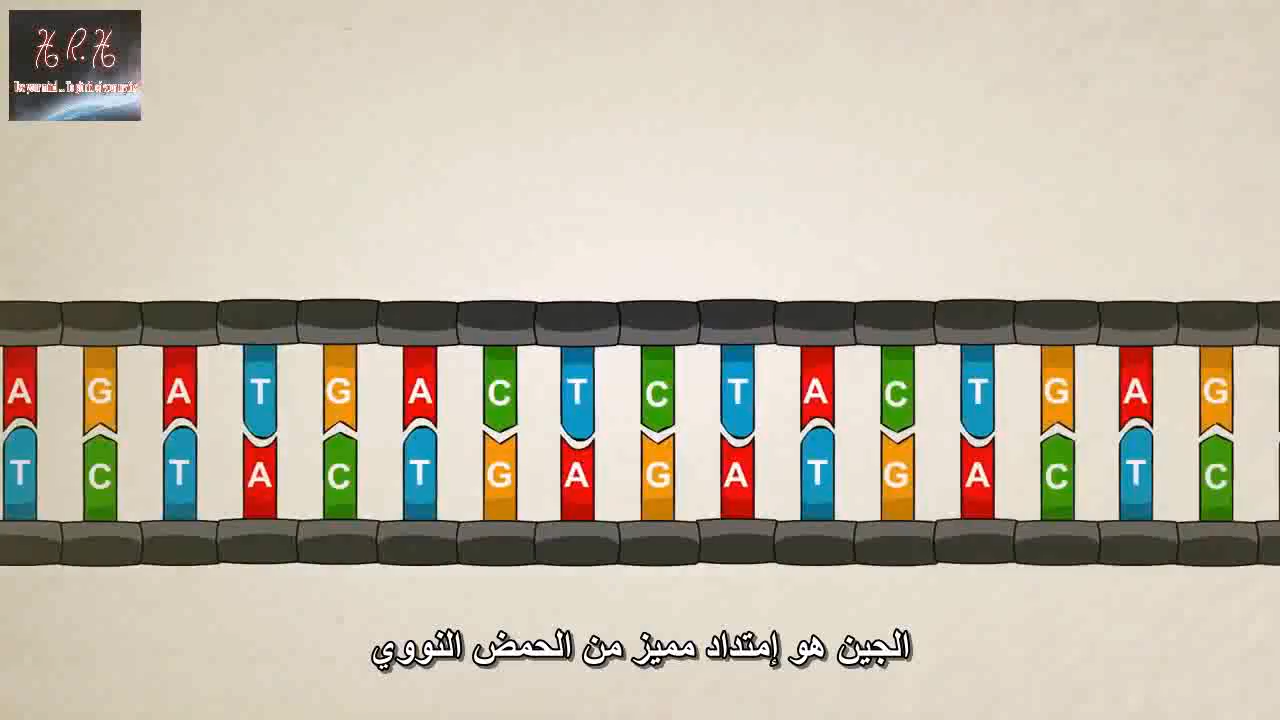 H R.H
A G A T G A C T C T A C T G A G
T C T A C T G A G A T G A C T C
الجين هو إمتداد مميز من الحمض النووي